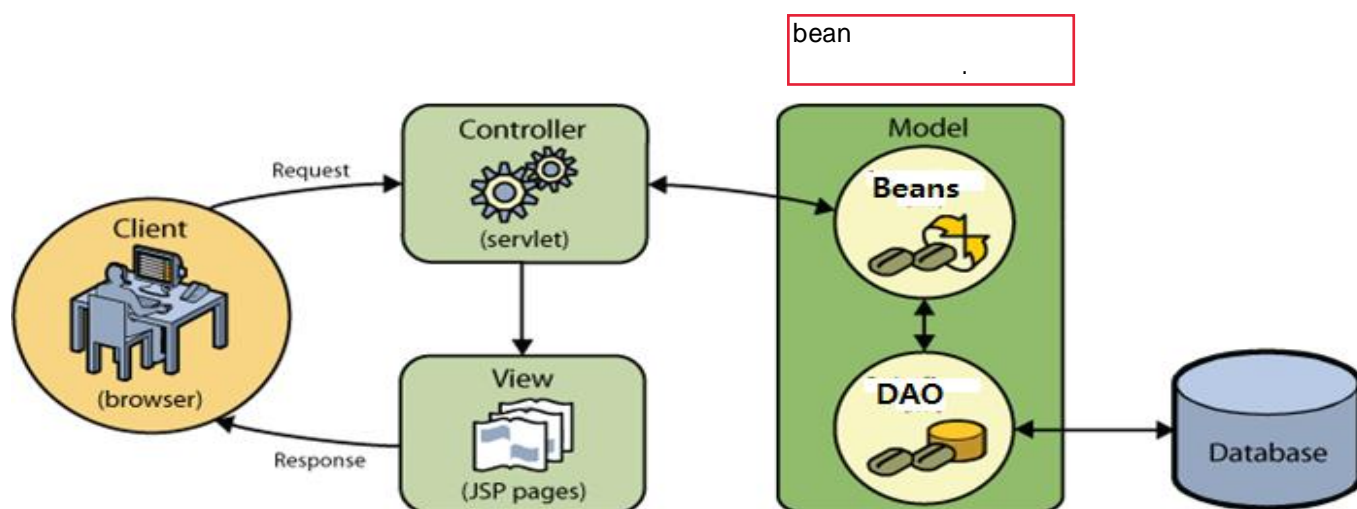 bean
.
Controller
(servlet)
Model
Beans
Request
Client
(browser)
View
(JSP pages)
Response
DAO
Database